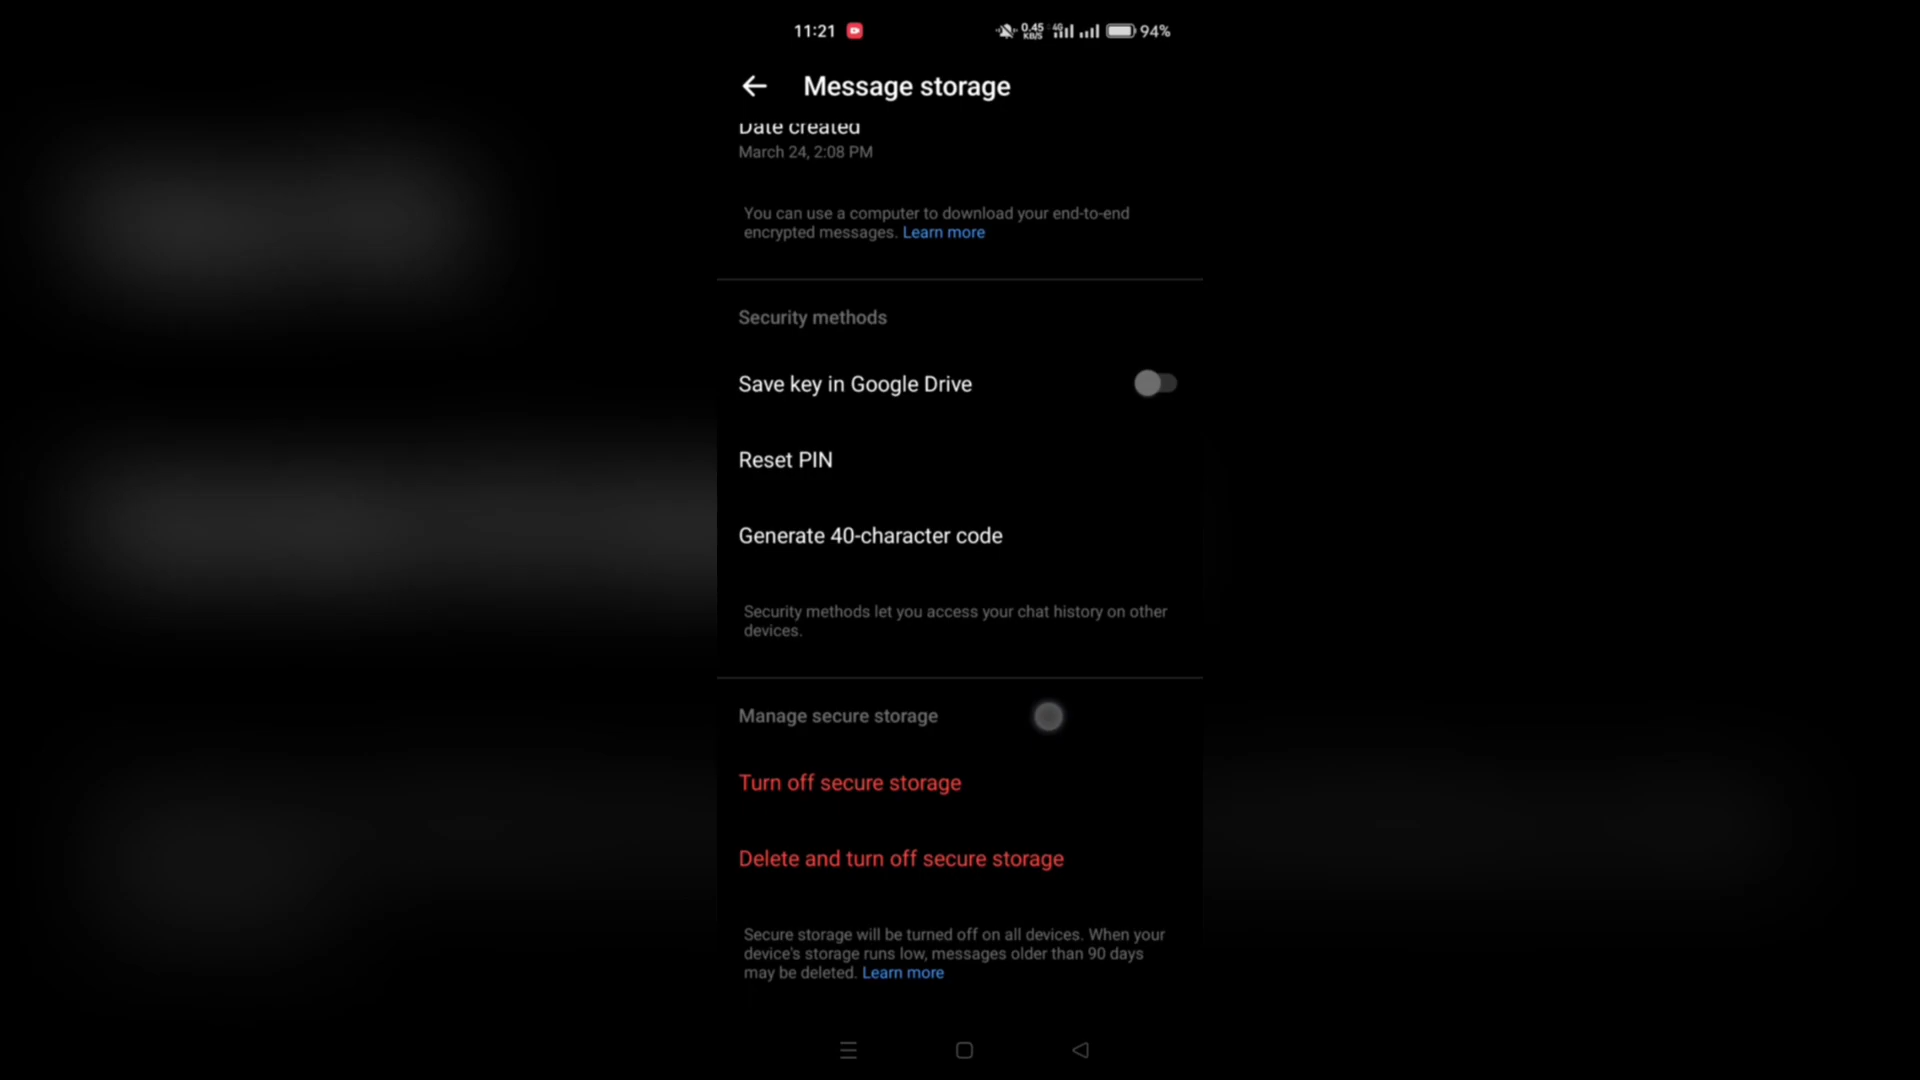 11:21
0.45
KB/S
4G
94%
Message storage
Date created
March 24, 2:08 PM
You can use a computer to download your end-to-end
encrypted messages. Learn more
Security methods
Save key in Google Drive
Reset PIN
Generate 40-character code
Security methods let you access your chat history on other
devices.
Manage secure storage
Turn off secure storage
Delete and turn off secure storage
Secure storage will be turned off on all devices. When your
device's storage runs low, messages older than 90 days
may be deleted. Learn more